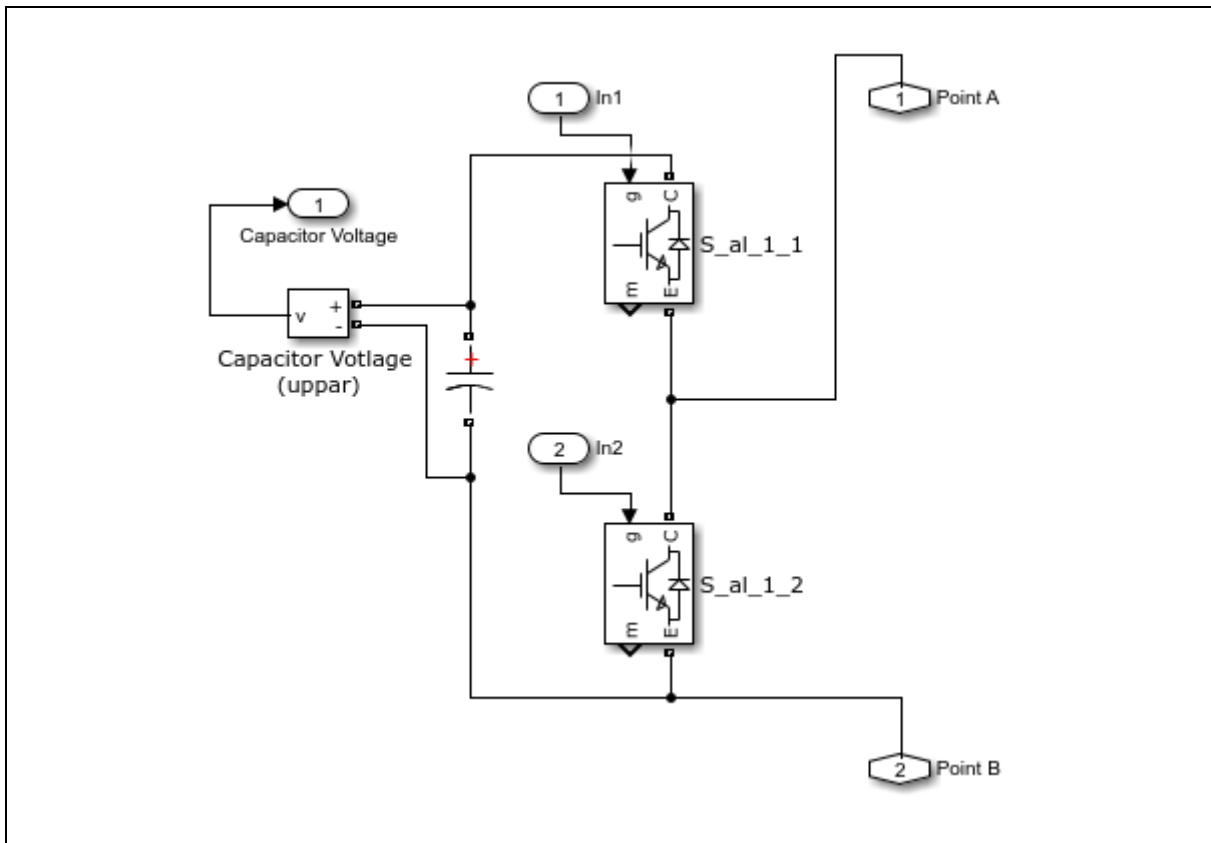 1
In1
1
Point A
g
C
1
Capacitor Voltage
S_al_1_1
m
E
v
+
-
+
Capacitor Votlage
(uppar)
2
In2
g
C
S_al_1_2
m
E
2
Point B